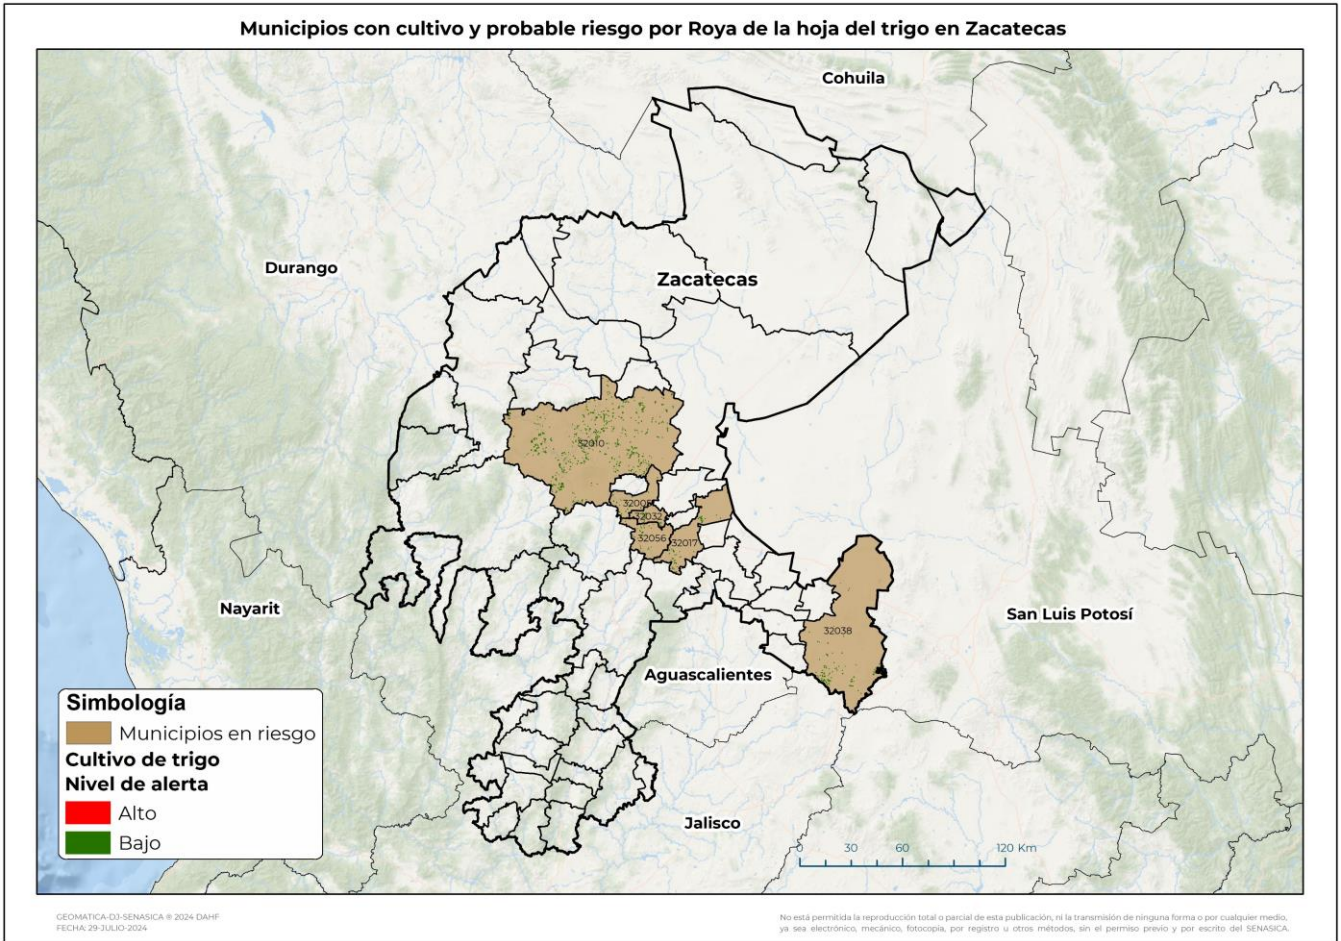 Municipios con cultivo y probable riesgo por Roya de la hoja del trigo en Zacatecas
Cohuila
Durango
Zacatecas
32010
32005
32032
32056
32017
Nayarit
San Luis Potosí
32038
Aguascalientes
Simbología
Municipios en riesgo
Cultivo de trigo
Nivel de alerta
Alto
Bajo
Jalisco
0 30 60 120 Km
GEOMATICA-DJ-SENASICA ® 2024 DAHF
FECHA: 29-JULIO-2024
No está permitida la reproducción total o parcial de esta publicación, ni la transmisión de ninguna forma o por cualquier medio,
ya sea electrónico, mecánico, fotocopia, por registro u otros métodos, sin el permiso previo y por escrito del SENASICA.